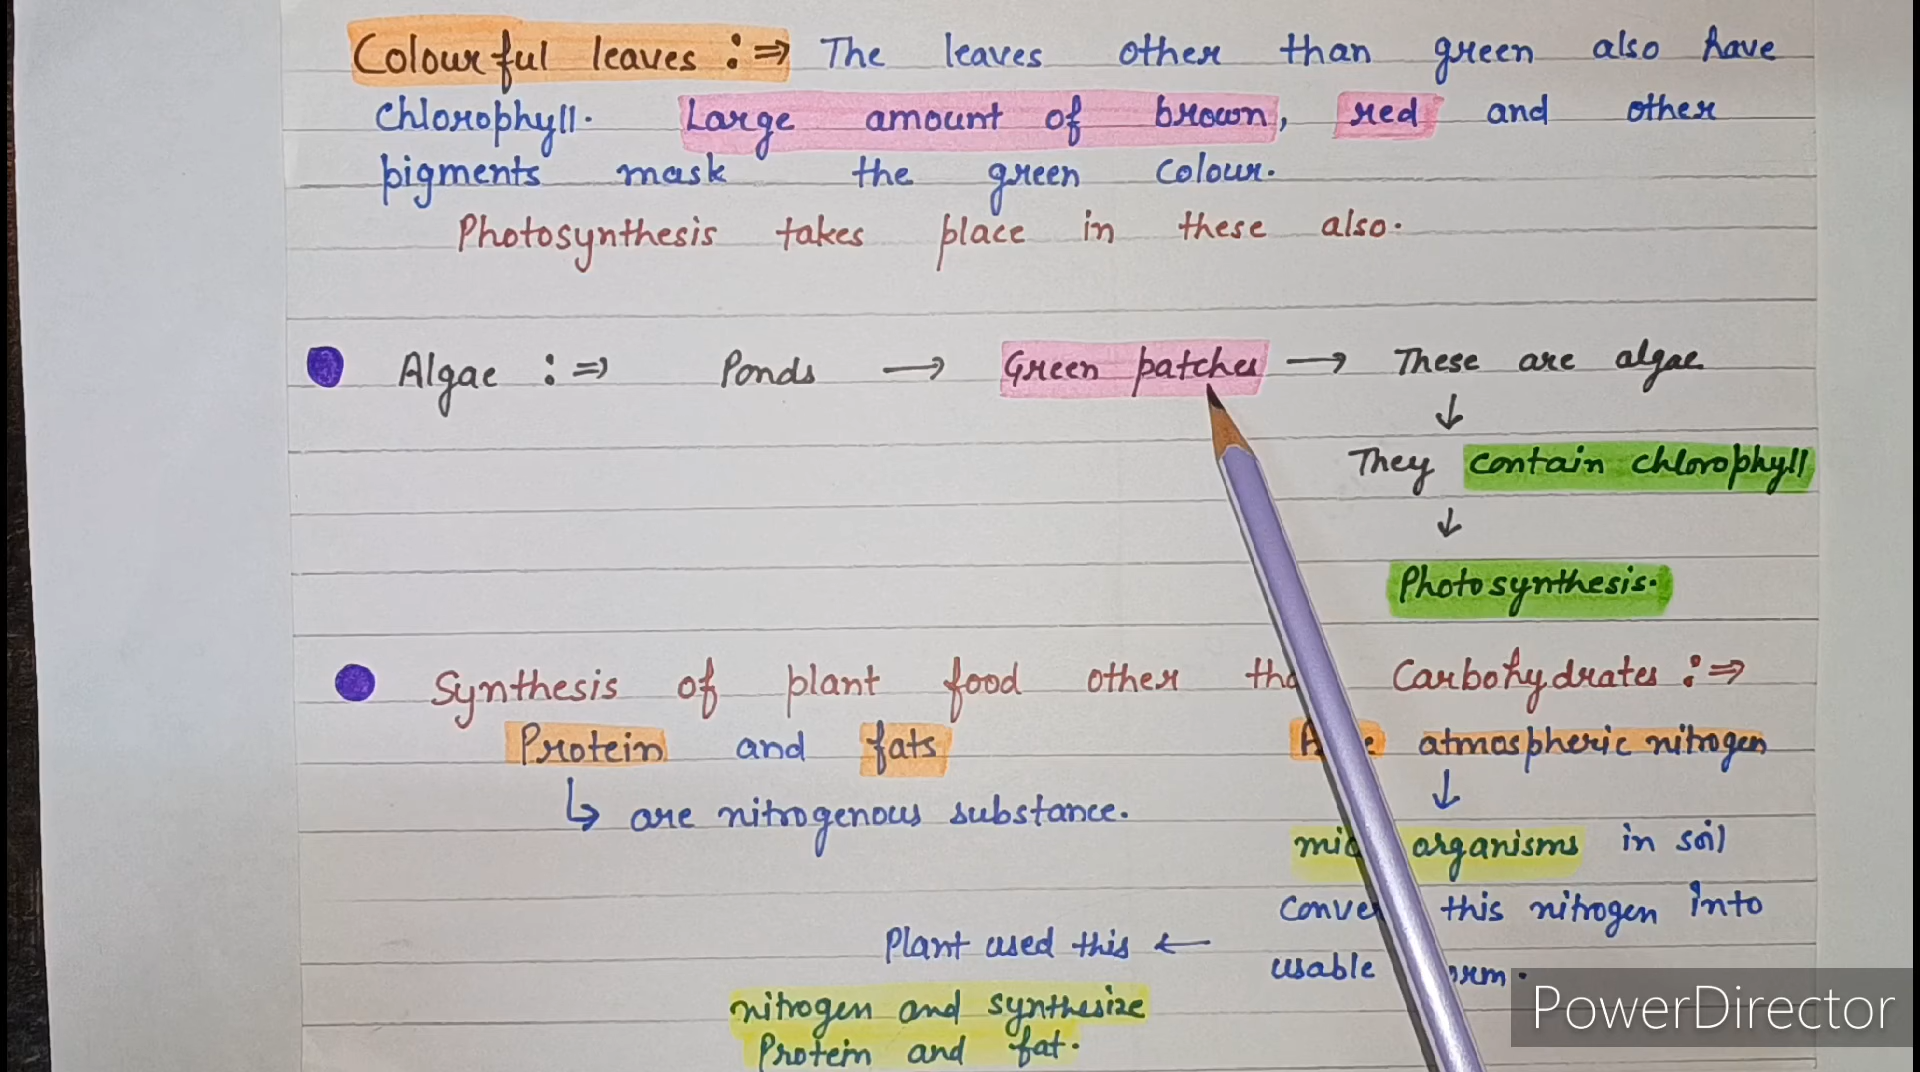 Colourful leaves :⇒ The leaves other than green also have
chlorophyll. Large amount of brown, red and other
pigments mask the green colour.
Photosynthesis takes place in these also.
Algae :⇒ Ponds → Green patches → These are algae
↓
They contain chlorophyll
↓
Photosynthesis.
Synthesis of plant food other Carbohydrates :⇒
Protein and fats
↳ are nitrogenous substance.
atmospheric nitrogen
↓
organisms in soil
this nitrogen into
usable
Plant used this ←
nitrogen and synthesize
Protein and fat.
PowerDirector